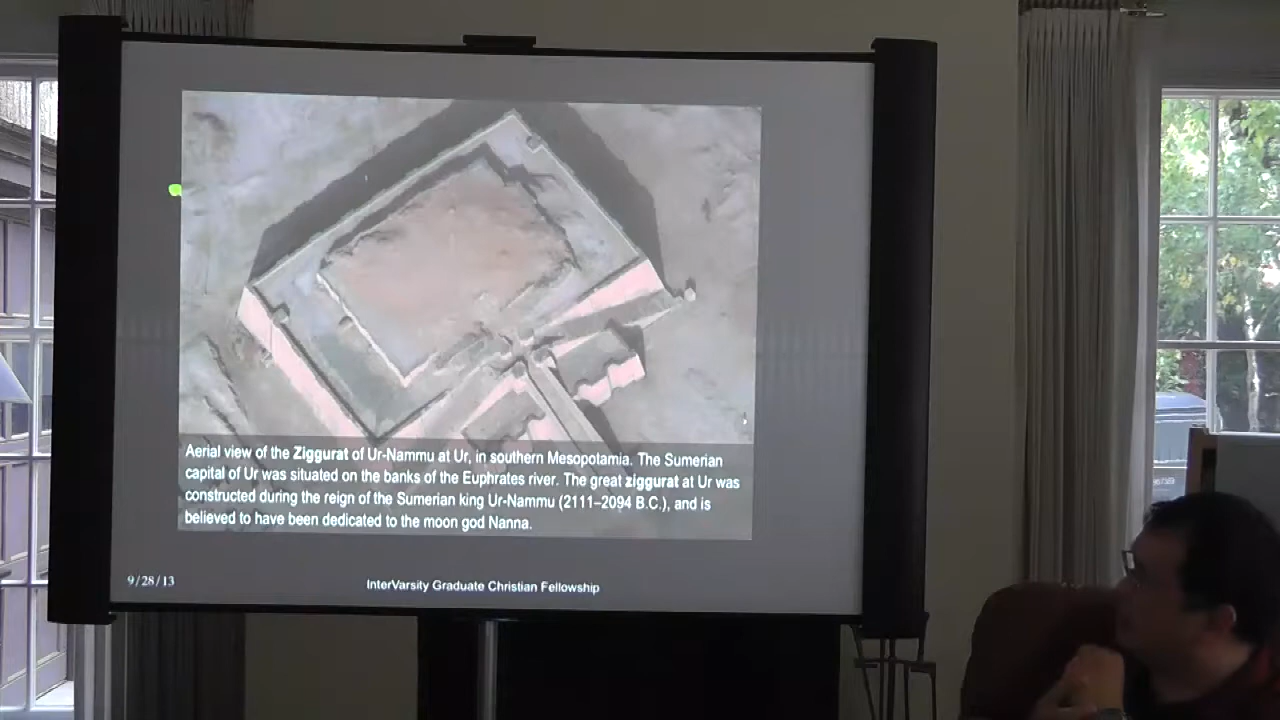 Aerial view of the Ziggurat of Ur-Nammu at Ur, in southern Mesopotamia. The Sumerian
capital of Ur was situated on the banks of the Euphrates river. The great ziggurat at Ur was
constructed during the reign of the Sumerian king Ur-Nammu (2111–2094 B.C.), and is
believed to have been dedicated to the moon god Nanna.
9/28/13
InterVarsity Graduate Christian Fellowship